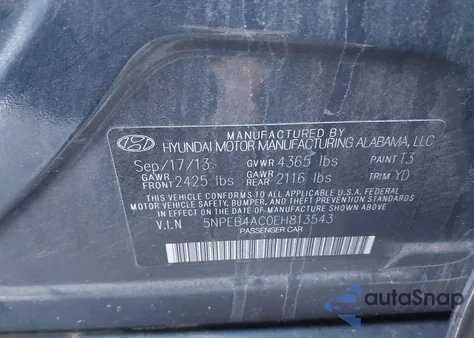 MANUFACTURED BY
HYUNDAI MOTOR MANUFACTURING ALABAMA, LLC
Sep/17/13 GVWR 4365 lbs PAINT T3
GAWR FRONT 2425 lbs GAWR REAR 2116 lbs TRIM YD
THIS VEHICLE CONFORMS TO ALL APPLICABLE U.S.A. FEDERAL
MOTOR VEHICLE SAFETY, BUMPER, AND THEFT PREVENTION
STANDARDS IN EFFECT ON THE DATE OF MANUFACTURE SHOWN ABOVE.
V.I.N 5NPEB4AC0EH813543
PASSENGER CAR
autoSnap